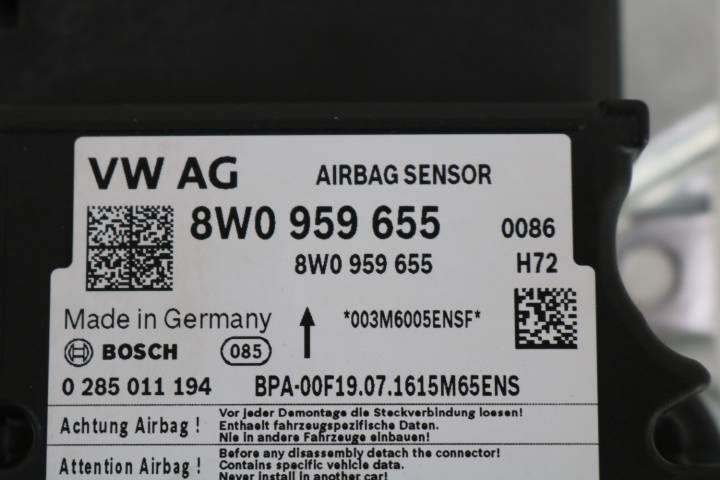 VW AG AIRBAG SENSOR
8W0 959 655 0086
8W0 959 655 H72
Made in Germany *003M6005ENSF*
BOSCH 085
0 285 011 194 BPA-00F19.07.1615M65ENS
Achtung Airbag ! Vor jeder Demontage die Steckverbindung loesen!
Enthaelt fahrzeugspezifische Daten.
Nie in andere Fahrzeuge einbauen!
Attention Airbag ! Before any disassembly detach the connector!
Contains specific vehicle data.
Never install in another car!